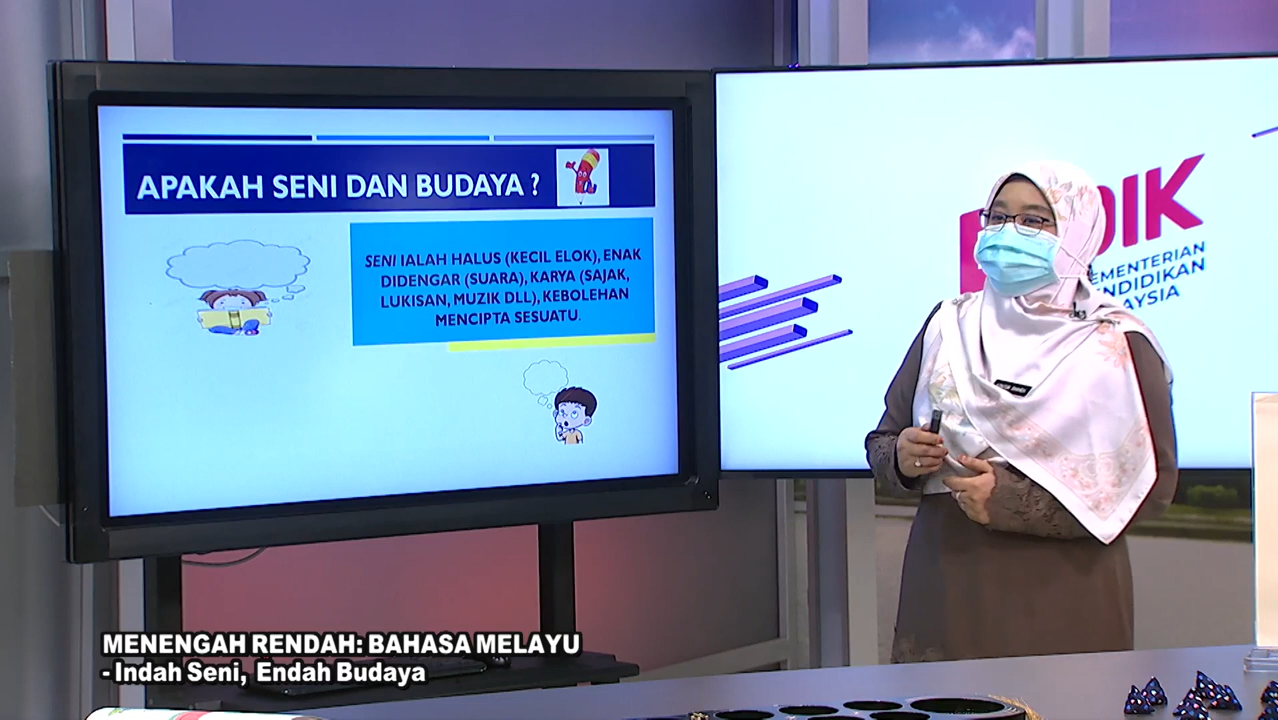 APAKAH SENI DAN BUDAYA ?
SENI IALAH HALUS (KECIL ELOK), ENAK
DIDENGAR (SUARA), KARYA (SAJAK,
LUKISAN, MUZIK DLL), KEBOLEHAN
MENCIPTA SESUATU.
DIK
EMENTERIAN
ENDIDIKAN
AYSIA
MENENGAH RENDAH: BAHASA MELAYU
- Indah Seni, Endah Budaya